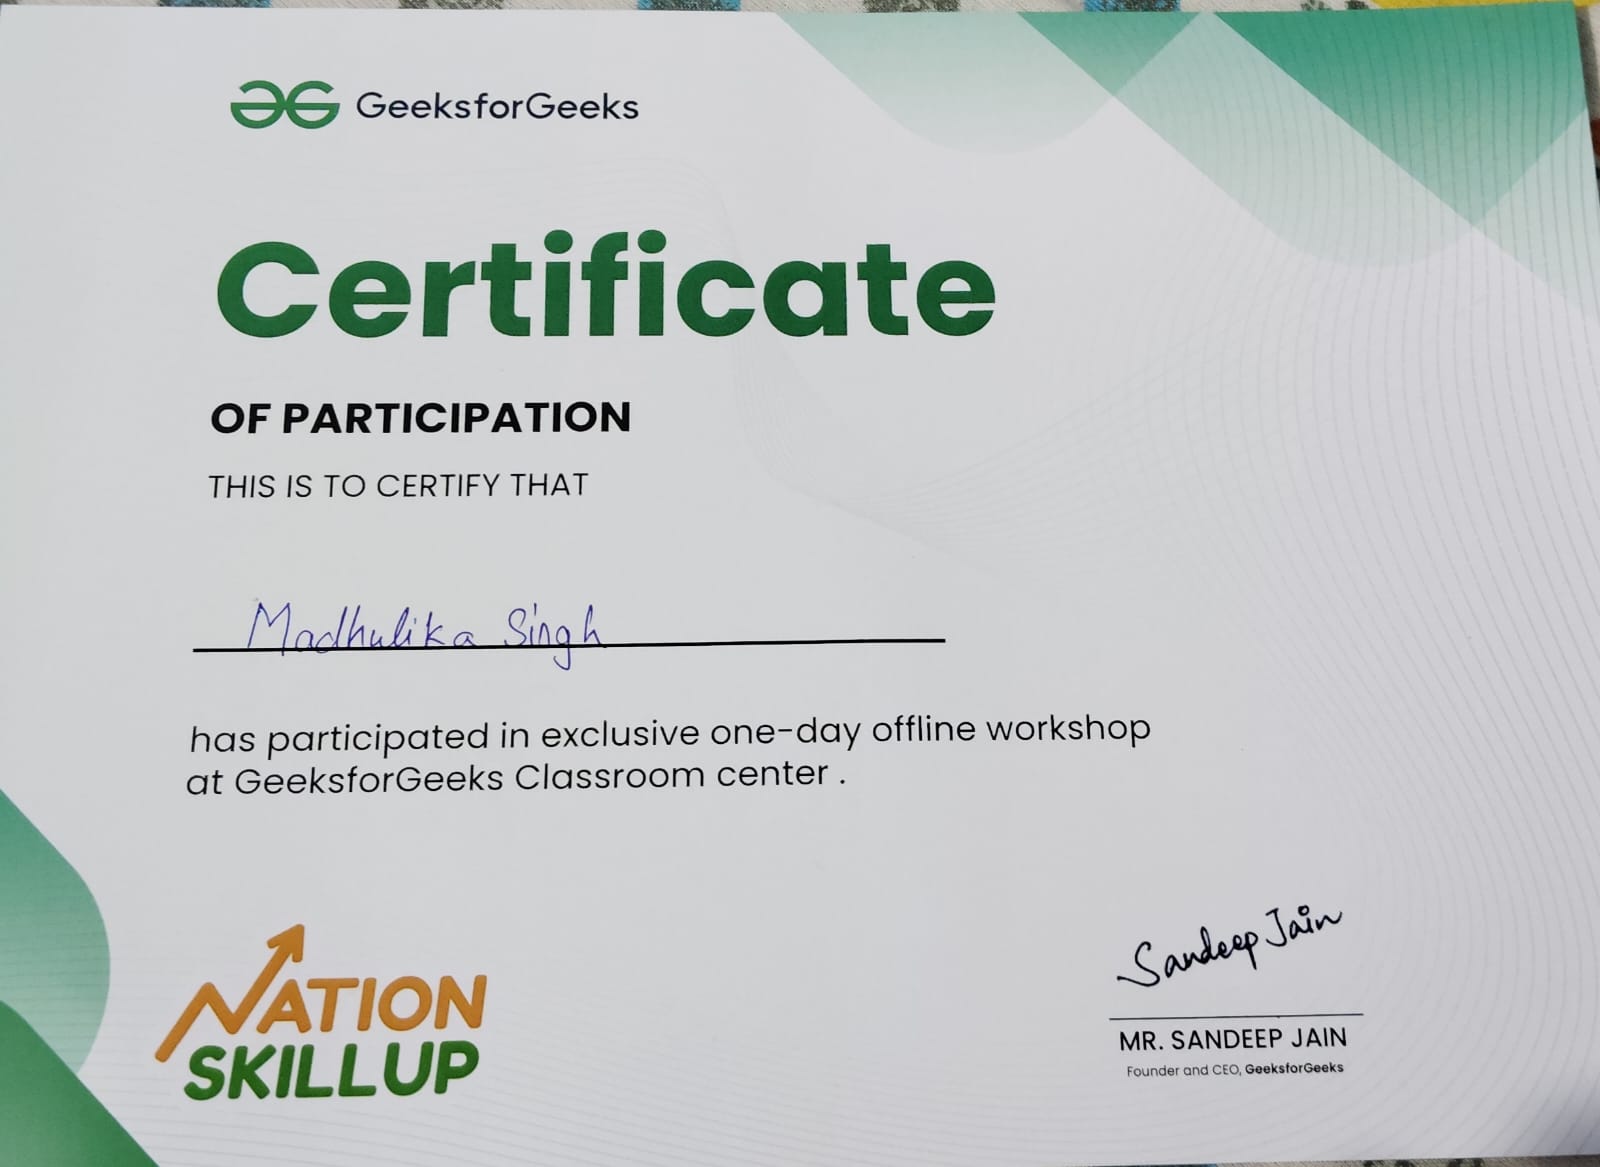 GeeksforGeeks
Certificate
OF PARTICIPATION
THIS IS TO CERTIFY THAT
Madhulika Singh
has participated in exclusive one-day offline workshop
at GeeksforGeeks Classroom center .
NATION
SKILLUP
Sandeep Jain
MR. SANDEEP JAIN
Founder and CEO, GeeksforGeeks